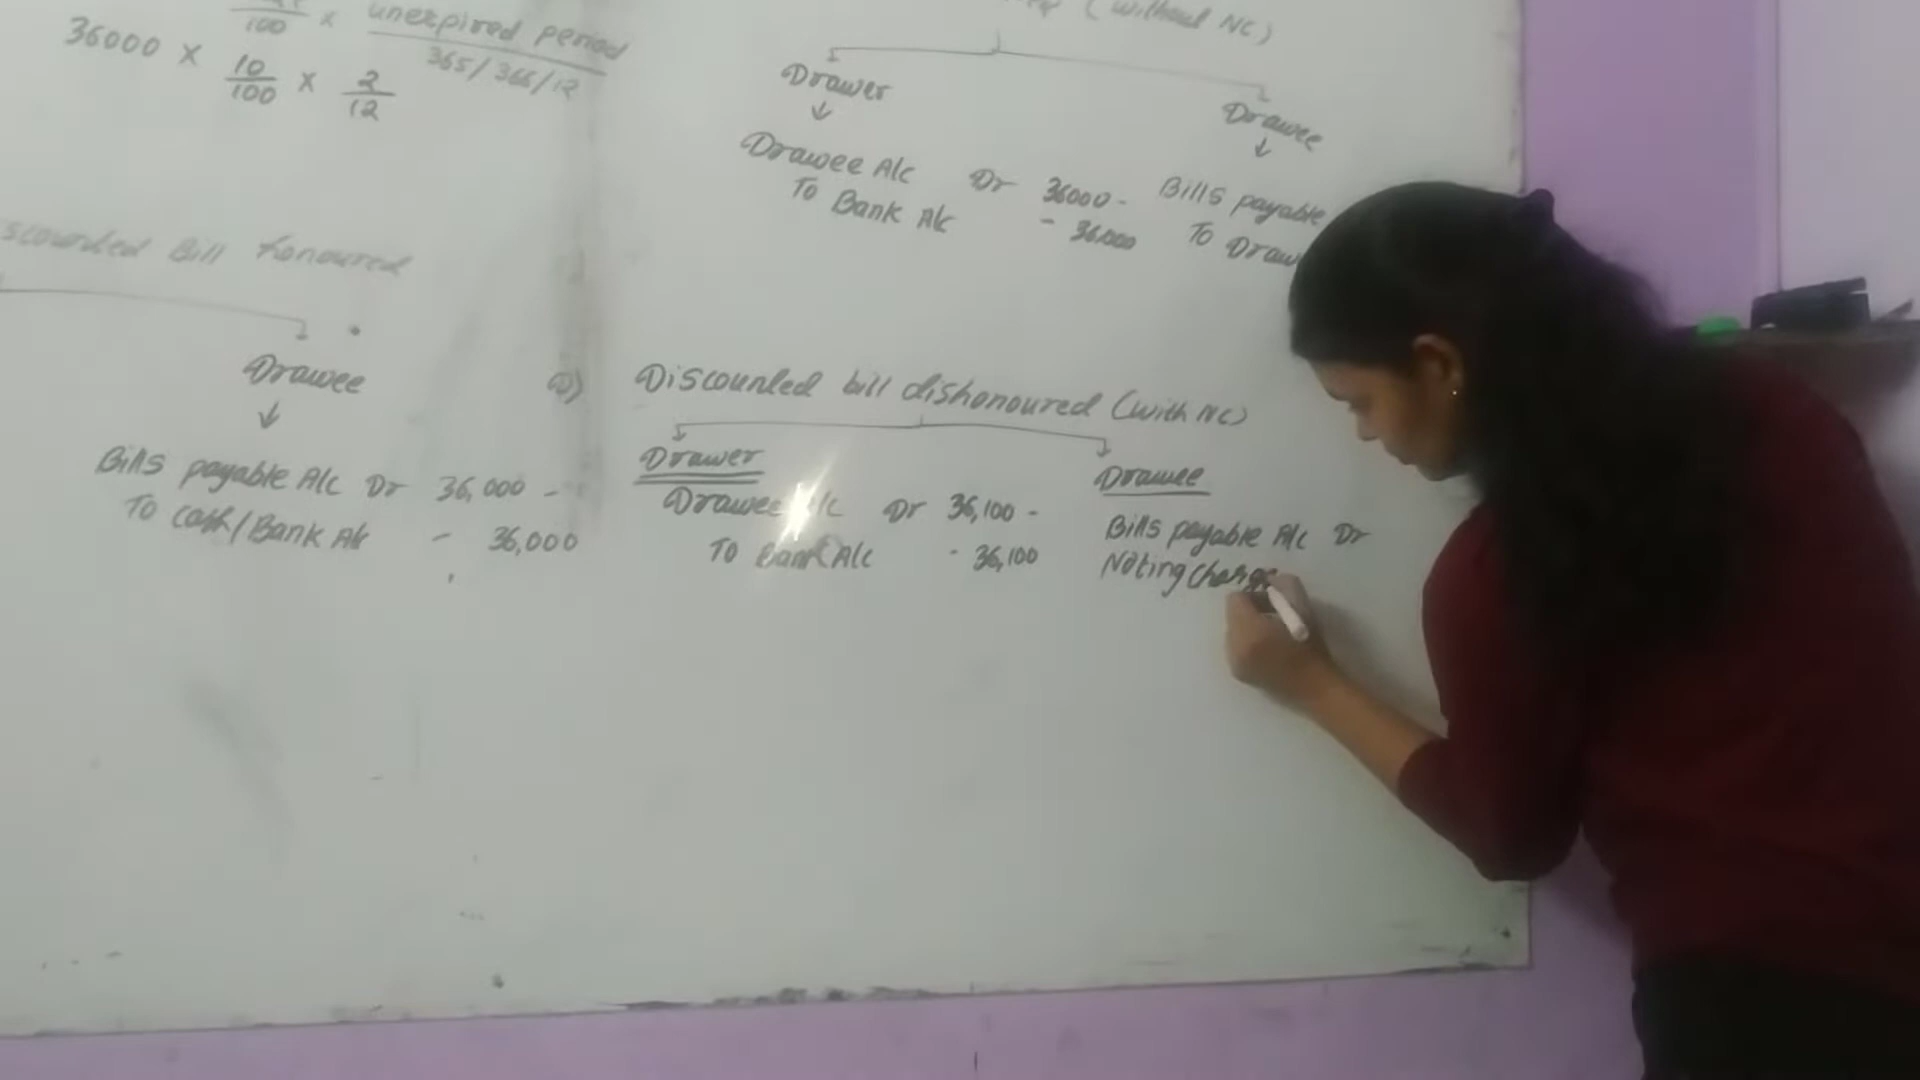 100 × unexpired period
365/366/12
36000 × 10/100 × 2/12
(without NC)
Drawer
Drawee
Drawee A/c Dr 36000 -
To Bank A/c - 36000
Bills payable
To Draw
scounted Bill honoured
Drawee
Bills payable A/c Dr 36,000 -
To cash/Bank A/c - 36,000
Discounted bill dishonoured (with NC)
Drawer
Drawee A/c Dr 36,100 -
To Bank A/c - 36,100
Drawee
Bills payable A/c Dr
Noting charge